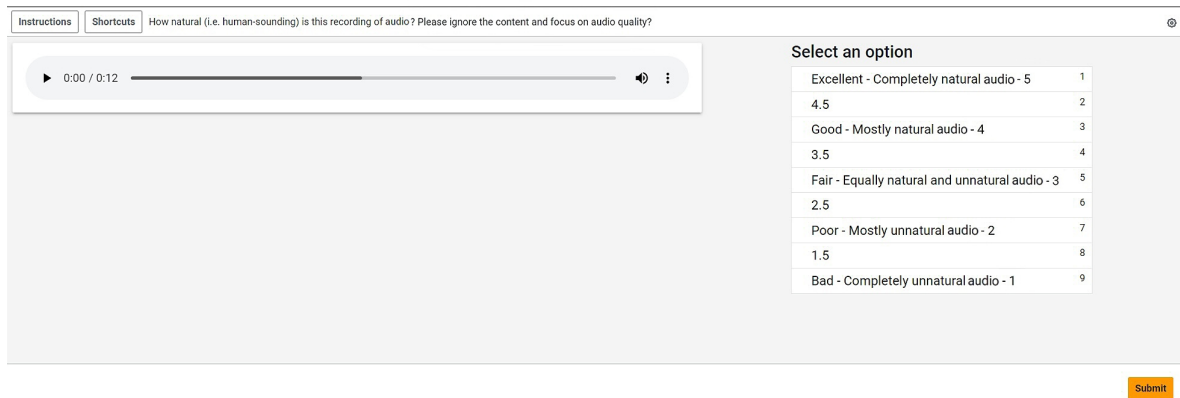 Instructions Shortcuts How natural (i.e. human-sounding) is this recording of audio? Please ignore the content and focus on audio quality?
0:00 / 0:12
Select an option
Excellent - Completely natural audio - 5 1
4.5 2
Good - Mostly natural audio - 4 3
3.5 4
Fair - Equally natural and unnatural audio - 3 5
2.5 6
Poor - Mostly unnatural audio - 2 7
1.5 8
Bad - Completely unnatural audio - 1 9
Submit